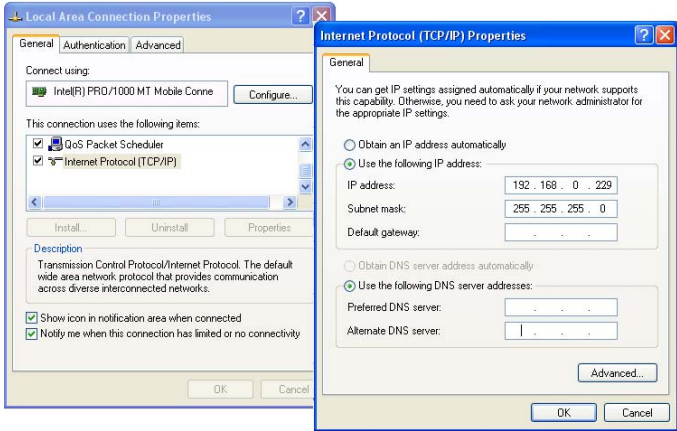 Local Area Connection Properties
General Authentication Advanced
Connect using:
Intel(R) PRO/1000 MT Mobile Conne
Configure...
This connection uses the following items:
QoS Packet Scheduler
Internet Protocol (TCP/IP)
Install... Uninstall Properties
Description
Transmission Control Protocol/Internet Protocol. The default
wide area network protocol that provides communication
across diverse interconnected networks.
Show icon in notification area when connected
Notify me when this connection has limited or no connectivity
OK Cancel
Internet Protocol (TCP/IP) Properties
General
You can get IP settings assigned automatically if your network supports
this capability. Otherwise, you need to ask your network administrator for
the appropriate IP settings.
Obtain an IP address automatically
Use the following IP address:
IP address: 192 . 168 . 0 . 229
Subnet mask: 255 . 255 . 255 . 0
Default gateway: . . .
Obtain DNS server address automatically
Use the following DNS server addresses:
Preferred DNS server: . . .
Alternate DNS server: . . .
Advanced...
OK Cancel